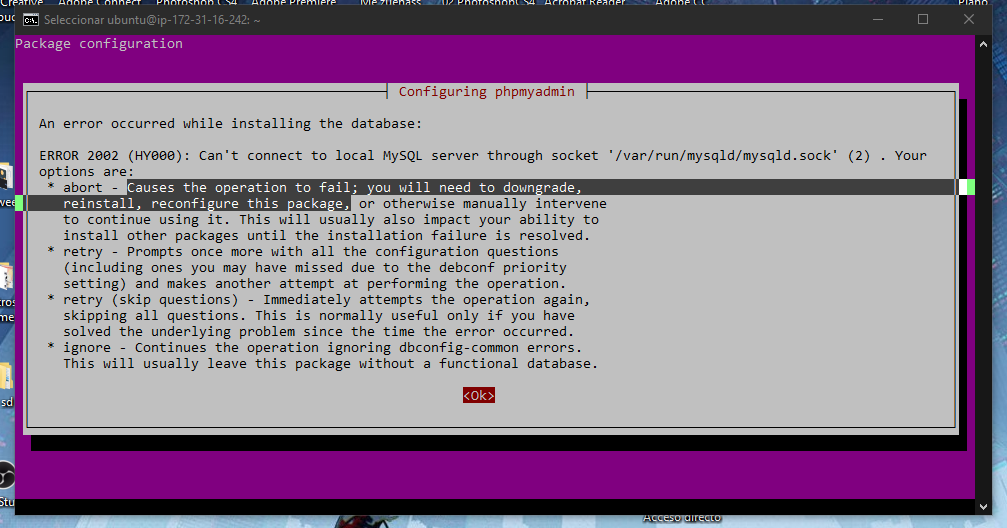 Creative
Adobe Connect
Photoshop CS4
Adobe Premiere
Me zuenass
02 PhotoshopCS4
Acrobat Reader
Adobe CC
Plano
Seleccionar ubuntu@ip-172-31-16-242: ~
Package configuration
Configuring phpmyadmin
An error occurred while installing the database:
ERROR 2002 (HY000): Can't connect to local MySQL server through socket '/var/run/mysqld/mysqld.sock' (2) . Your
options are:
* abort - Causes the operation to fail; you will need to downgrade,
reinstall, reconfigure this package, or otherwise manually intervene
to continue using it. This will usually also impact your ability to
install other packages until the installation failure is resolved.
* retry - Prompts once more with all the configuration questions
(including ones you may have missed due to the debconf priority
setting) and makes another attempt at performing the operation.
* retry (skip questions) - Immediately attempts the operation again,
skipping all questions. This is normally useful only if you have
solved the underlying problem since the time the error occurred.
* ignore - Continues the operation ignoring dbconfig-common errors.
This will usually leave this package without a functional database.
<Ok>
Acceso directo